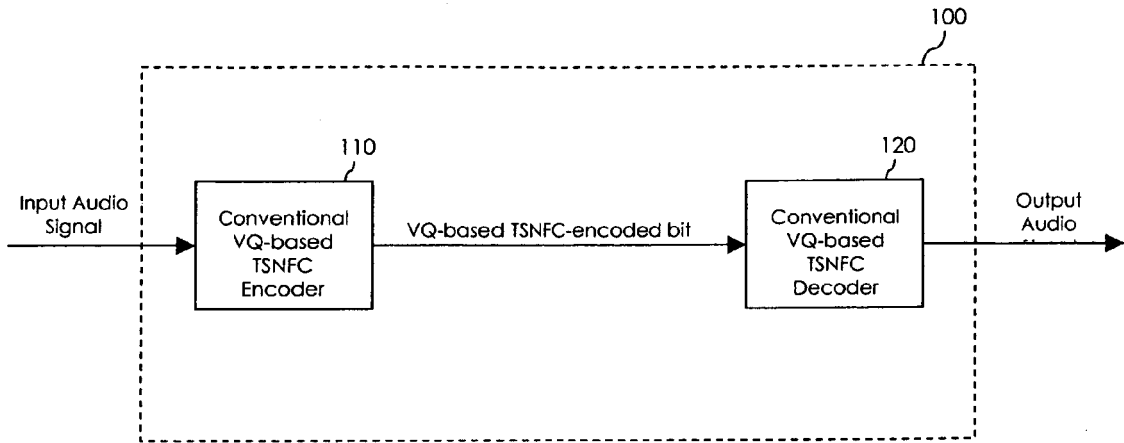 100
110
120
Input Audio
Signal
Conventional
VQ-based
TSNFC
Encoder
VQ-based TSNFC-encoded bit
Conventional
VQ-based
TSNFC
Decoder
Output
Audio